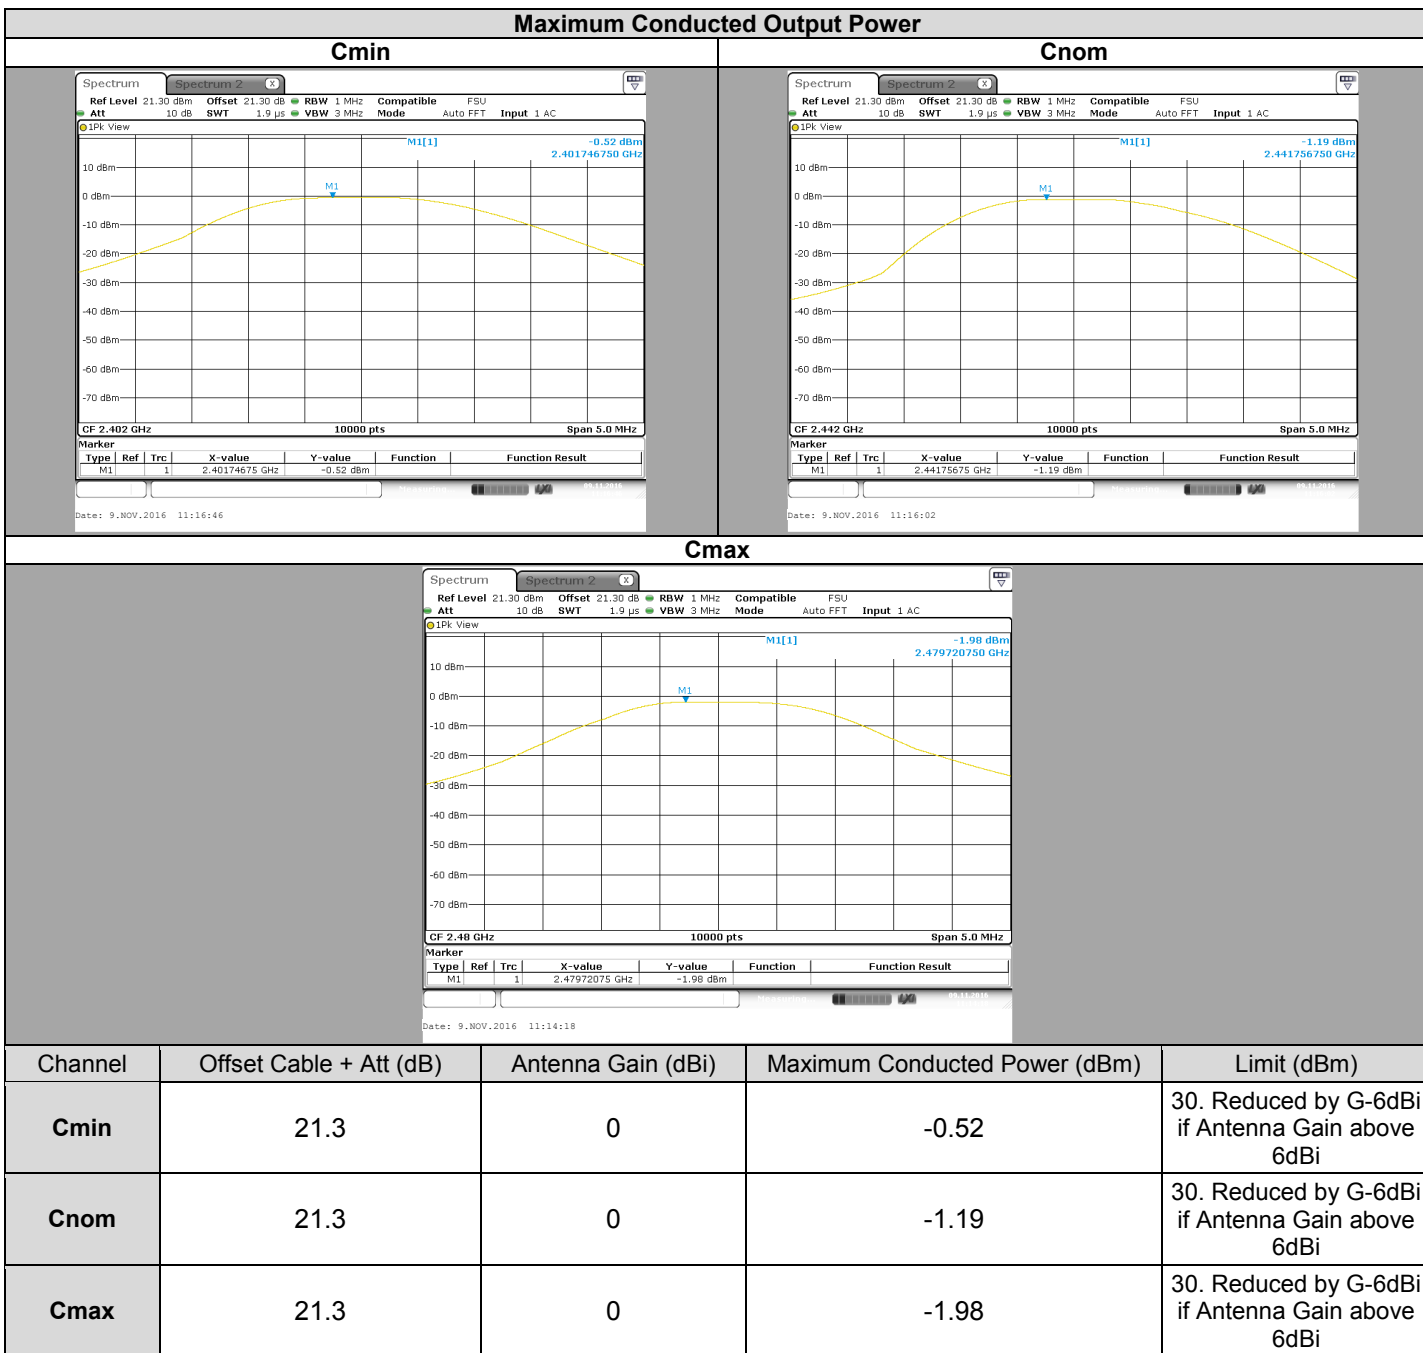 Maximum Conducted Output Power
Cmin
Cnom
Spectrum Spectrum 2 X
Ref Level 21.30 dBm Offset 21.30 dB RBW 1 MHz Compatible FSU
Att 10 dB SWT 1.9 µs VBW 3 MHz Mode Auto FFT Input 1 AC
1Pk View
M1[1] -0.52 dBm
2.401746750 GHz
10 dBm
M1
0 dBm
-10 dBm
-20 dBm
-30 dBm
-40 dBm
-50 dBm
-60 dBm
-70 dBm
CF 2.402 GHz 10000 pts Span 5.0 MHz
Marker
Type Ref Trc X-value Y-value Function Function Result
M1 1 2.40174675 GHz -0.52 dBm
Measuring 09.11.2016
Date: 9.NOV.2016 11:16:46
Spectrum Spectrum 2 X
Ref Level 21.30 dBm Offset 21.30 dB RBW 1 MHz Compatible FSU
Att 10 dB SWT 1.9 µs VBW 3 MHz Mode Auto FFT Input 1 AC
1Pk View
M1[1] -1.19 dBm
2.441756750 GHz
10 dBm
M1
0 dBm
-10 dBm
-20 dBm
-30 dBm
-40 dBm
-50 dBm
-60 dBm
-70 dBm
CF 2.442 GHz 10000 pts Span 5.0 MHz
Marker
Type Ref Trc X-value Y-value Function Function Result
M1 1 2.44175675 GHz -1.19 dBm
Measuring 09.11.2016
Date: 9.NOV.2016 11:16:02
Cmax
Spectrum Spectrum 2 X
Ref Level 21.30 dBm Offset 21.30 dB RBW 1 MHz Compatible FSU
Att 10 dB SWT 1.9 µs VBW 3 MHz Mode Auto FFT Input 1 AC
1Pk View
M1[1] -1.98 dBm
2.479720750 GHz
10 dBm
M1
0 dBm
-10 dBm
-20 dBm
-30 dBm
-40 dBm
-50 dBm
-60 dBm
-70 dBm
CF 2.48 GHz 10000 pts Span 5.0 MHz
Marker
Type Ref Trc X-value Y-value Function Function Result
M1 1 2.47972075 GHz -1.98 dBm
Measuring 09.11.2016
Date: 9.NOV.2016 11:14:18
Channel Offset Cable + Att (dB) Antenna Gain (dBi) Maximum Conducted Power (dBm) Limit (dBm)
Cmin 21.3 0 -0.52 30. Reduced by G-6dBi
if Antenna Gain above
6dBi
Cnom 21.3 0 -1.19 30. Reduced by G-6dBi
if Antenna Gain above
6dBi
Cmax 21.3 0 -1.98 30. Reduced by G-6dBi
if Antenna Gain above
6dBi